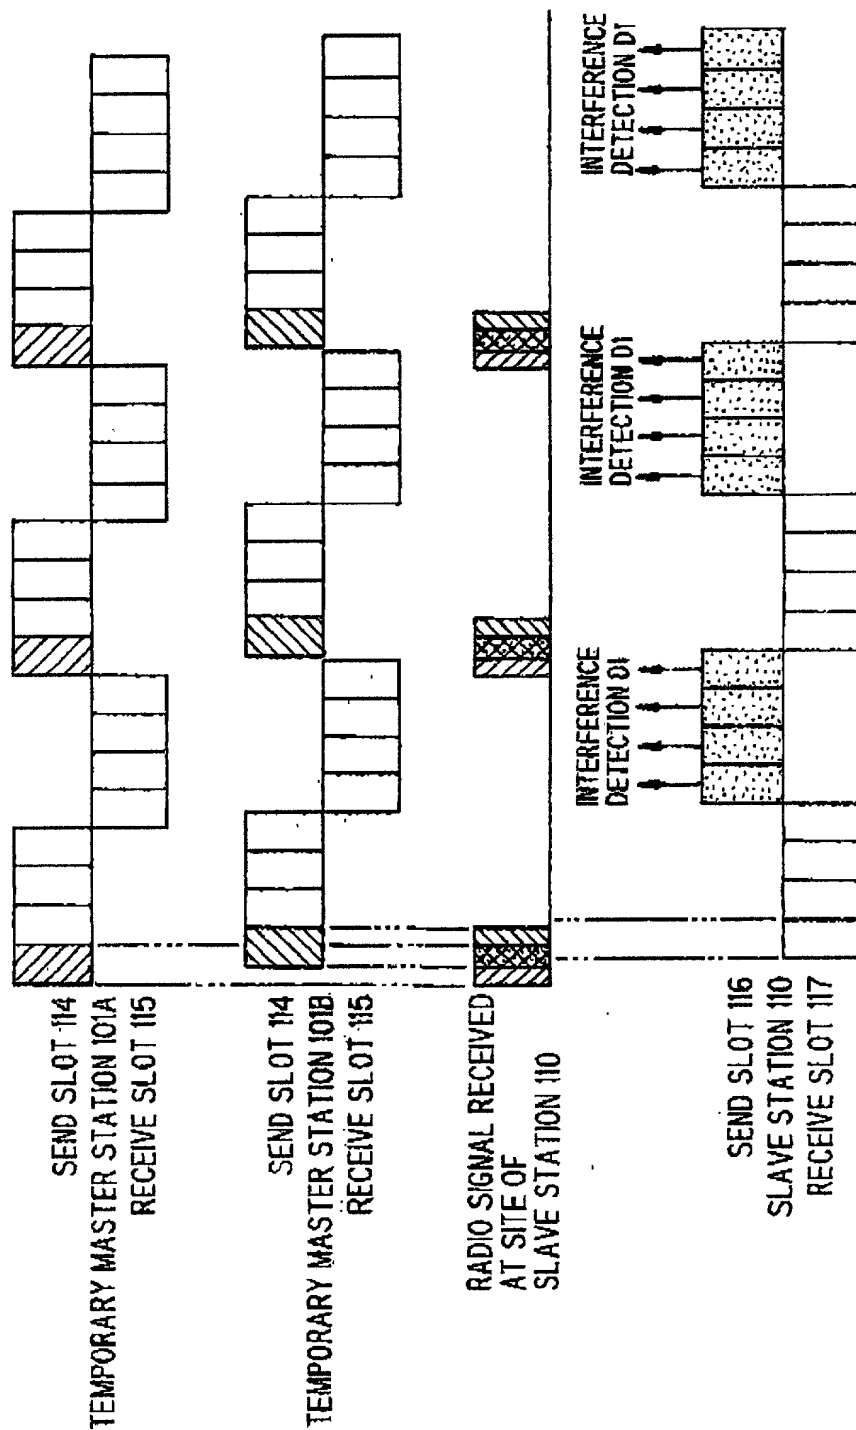 SEND SLOT 114
TEMPORARY MASTER STATION 101A
RECEIVE SLOT 115
SEND SLOT 114
TEMPORARY MASTER STATION 101B
RECEIVE SLOT 115
RADIO SIGNAL RECEIVED
AT SITE OF
SLAVE STATION 110
INTERFERENCE
DETECTION D1
INTERFERENCE
DETECTION D1
INTERFERENCE
DETECTION D1
SEND SLOT 116
SLAVE STATION 110
RECEIVE SLOT 117